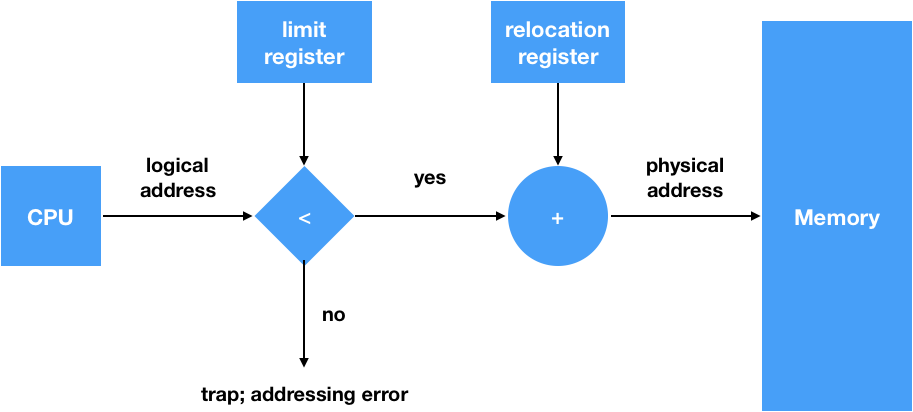 limit
register
relocation
register
logical
address
yes
physical
address
CPU
<
+
Memory
no
trap; addressing error